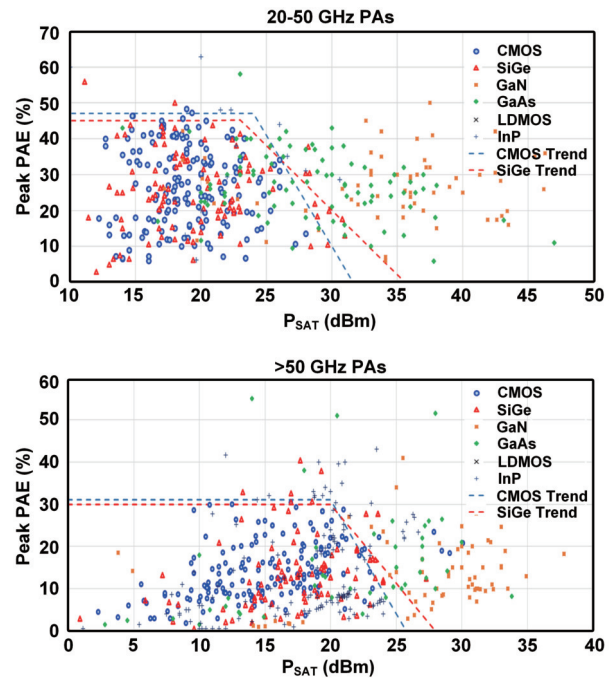 20-50 GHz PAs
70
60
50
40
30
20
10
0
Peak PAE (%)
CMOS
SiGe
GaN
GaAs
LDMOS
InP
CMOS Trend
SiGe Trend
10 15 20 25 30 35 40 45 50
PSAT (dBm)
>50 GHz PAs
60
50
40
30
20
10
0
Peak PAE (%)
CMOS
SiGe
GaN
GaAs
LDMOS
InP
CMOS Trend
SiGe Trend
0 5 10 15 20 25 30 35 40
PSAT (dBm)